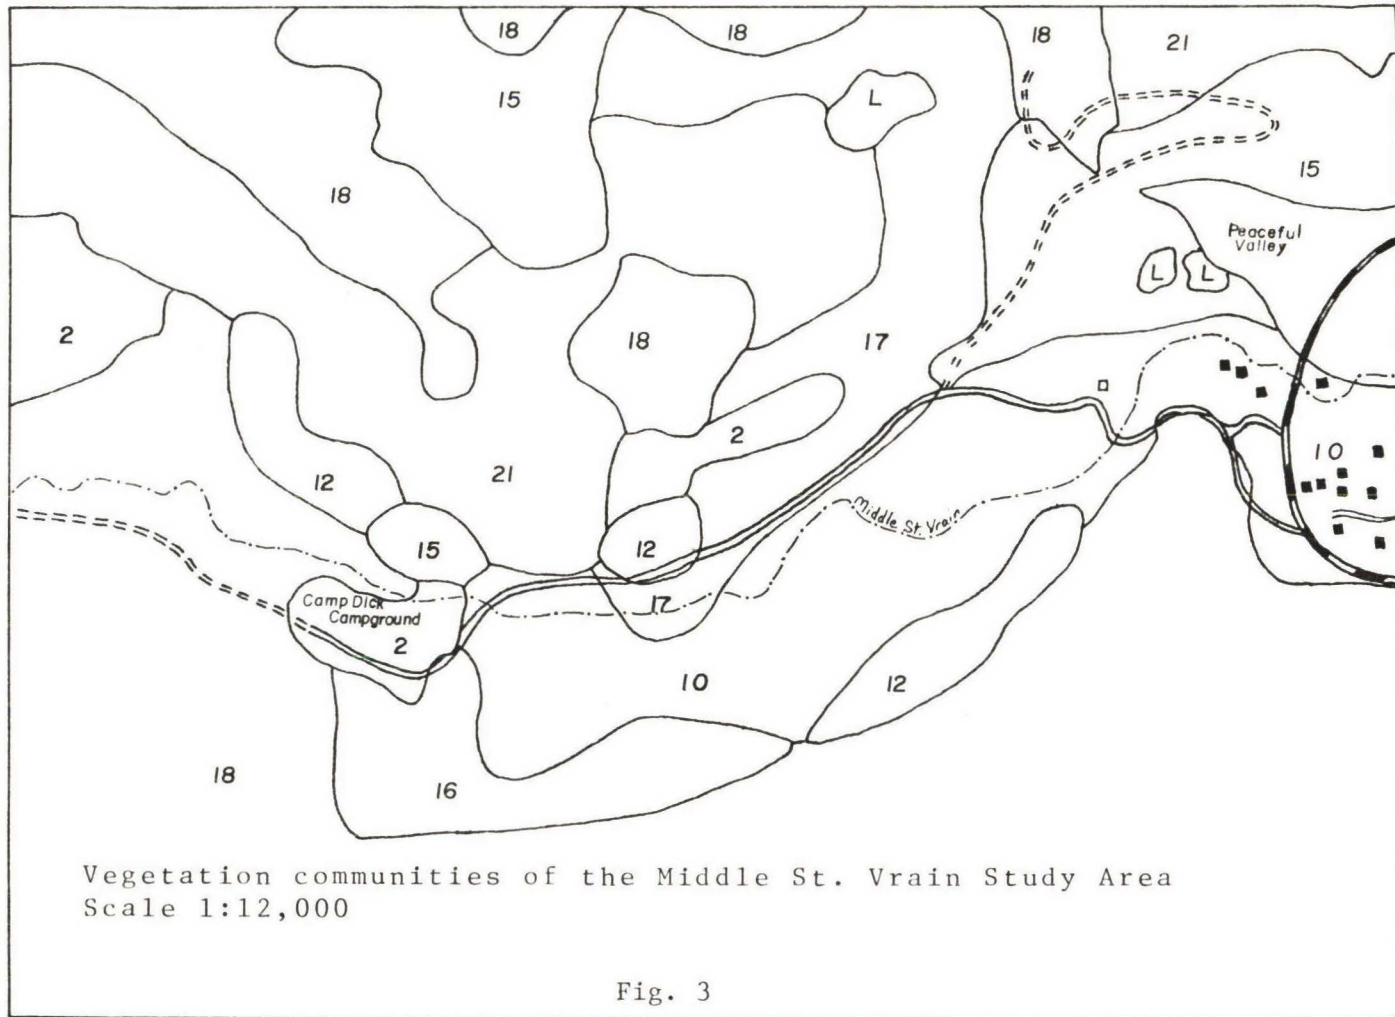 18
18
18
21
15
L
18
15
Peaceful
Valley
L
L
2
18
17
2
10
12
21
15
12
Middle St. Vrain
Camp Dick
Campground
17
2
10
12
18
16
Vegetation communities of the Middle St. Vrain Study Area
Scale 1:12,000
Fig. 3